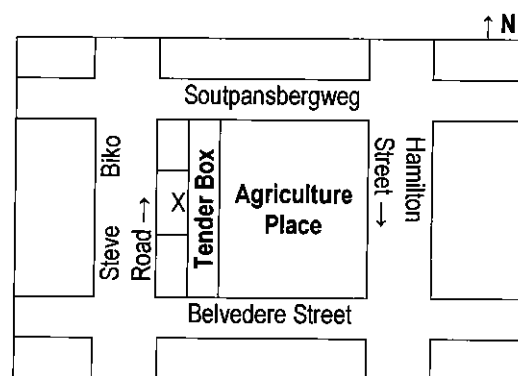 ↑ N
Soutpansbergweg
Steve Biko
Road →
X
Tender Box
Agriculture
Place
Hamilton
Street →
Belvedere Street